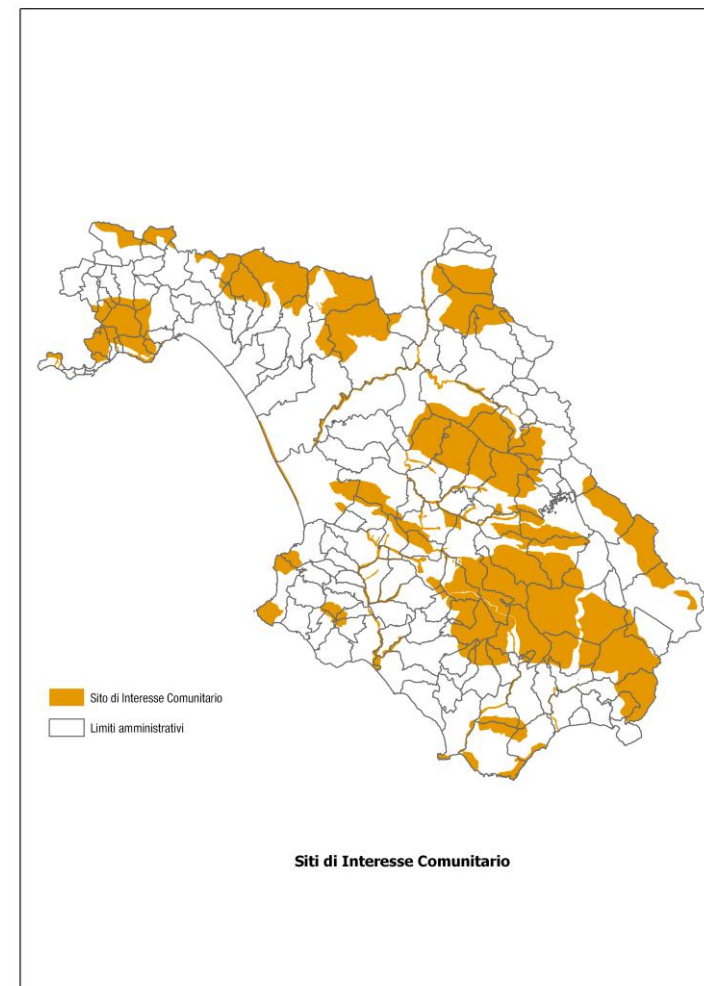 Sito di Interesse Comunitario
Limiti amministrativi
Siti di Interesse Comunitario